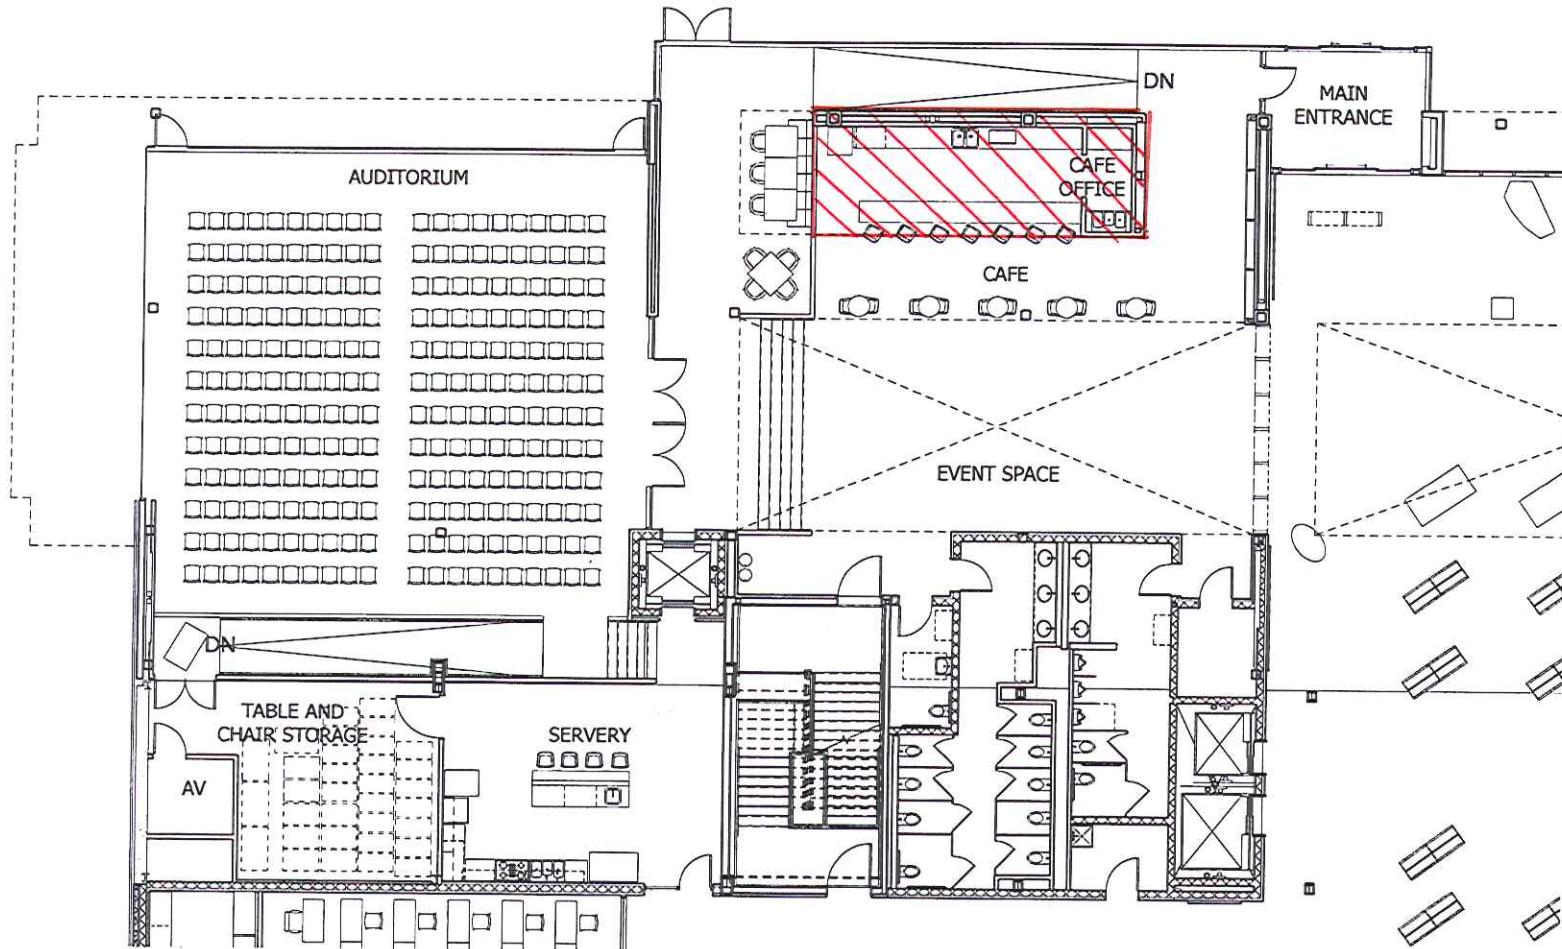 DN
MAIN
ENTRANCE
AUDITORIUM
CAFE
OFFICE
CAFE
EVENT SPACE
DN
TABLE AND
CHAIR STORAGE
SERVERY
AV